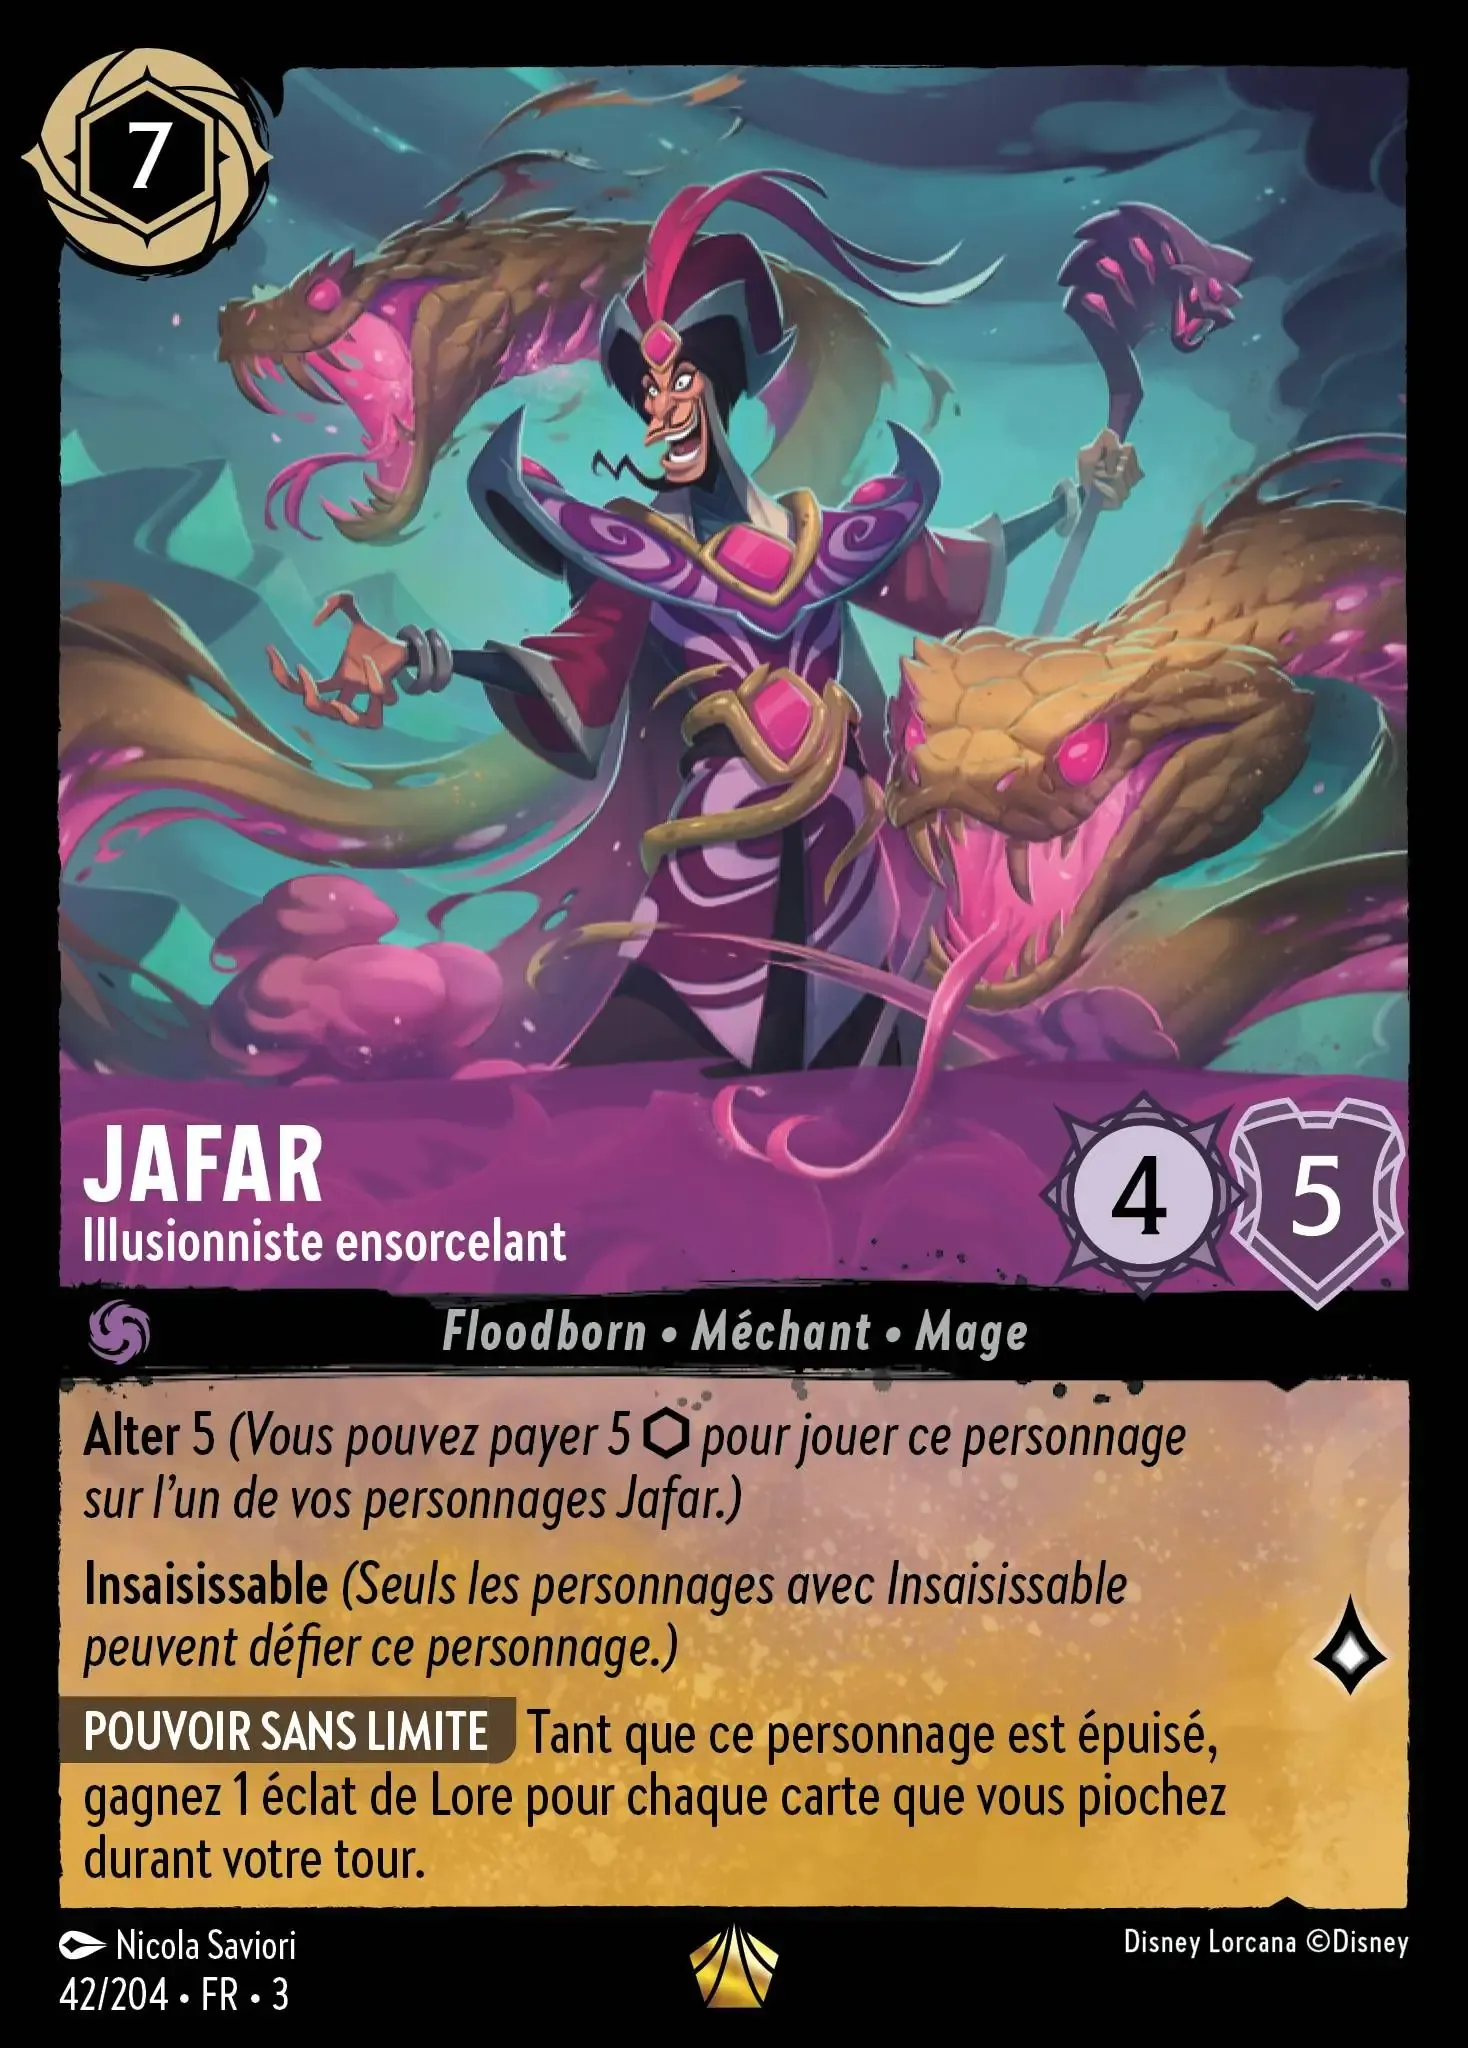 7
JAFAR
Illusionniste ensorcelant
4
5
Floodborn • Méchant • Mage
Alter 5 (Vous pouvez payer 5 ⬡ pour jouer ce personnage
sur l'un de vos personnages Jafar.)
Insaisissable (Seuls les personnages avec Insaisissable
peuvent défier ce personnage.)
POUVOIR SANS LIMITE Tant que ce personnage est épuisé,
gagnez 1 éclat de Lore pour chaque carte que vous piochez
durant votre tour.
Nicola Saviori
Disney Lorcana ©Disney
42/204 • FR • 3